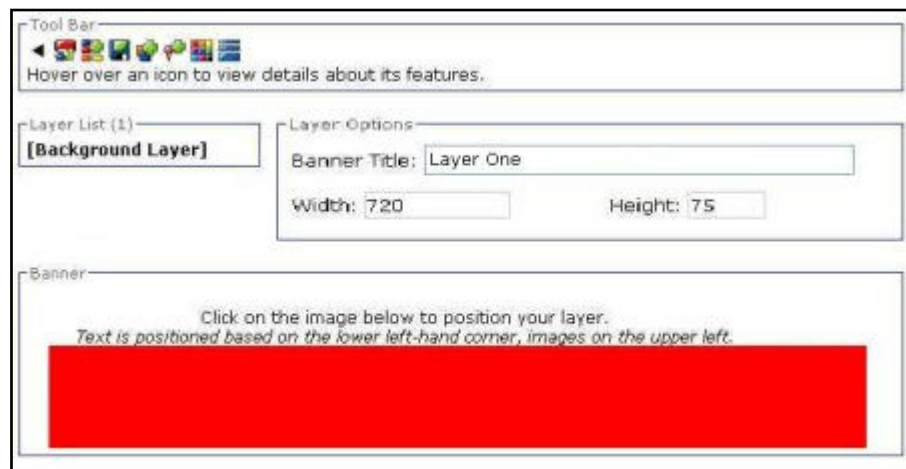 Tool Bar
Hover over an icon to view details about its features.
Layer List (1)
[Background Layer]
Layer Options
Banner Title: Layer One
Width: 720 Height: 75
Banner
Click on the image below to position your layer.
Text is positioned based on the lower left-hand corner, images on the upper left.